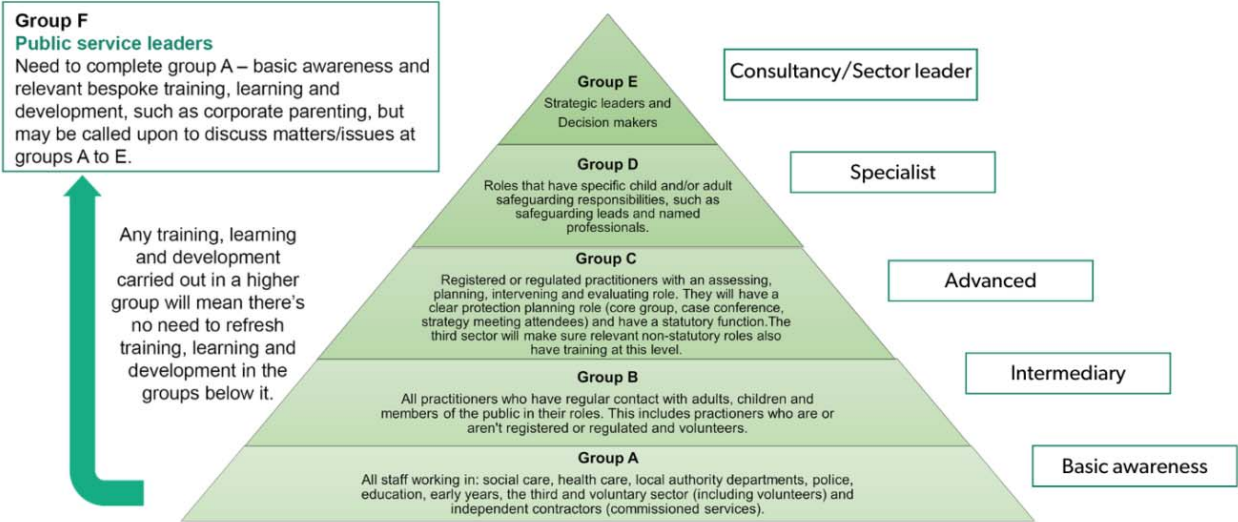 Group F
Public service leaders
Need to complete group A – basic awareness and
relevant bespoke training, learning and
development, such as corporate parenting, but
may be called upon to discuss matters/issues at
groups A to E.
Any training, learning
and development
carried out in a higher
group will mean there's
no need to refresh
training, learning and
development in the
groups below it.
Group E
Strategic leaders and
Decision makers
Consultancy/Sector leader
Group D
Roles that have specific child and/or adult
safeguarding responsibilities, such as
safeguarding leads and named
professionals.
Specialist
Group C
Registered or regulated practitioners with an assessing,
planning, intervening and evaluating role. They will have a
clear protection planning role (core group, case conference,
strategy meeting attendees) and have a statutory function.The
third sector will make sure relevant non-statutory roles also
have training at this level.
Advanced
Group B
All practitioners who have regular contact with adults, children and
members of the public in their roles. This includes practioners who are or
aren't registered or regulated and volunteers.
Intermediary
Group A
All staff working in: social care, health care, local authority departments, police,
education, early years, the third and voluntary sector (including volunteers) and
independent contractors (commissioned services).
Basic awareness